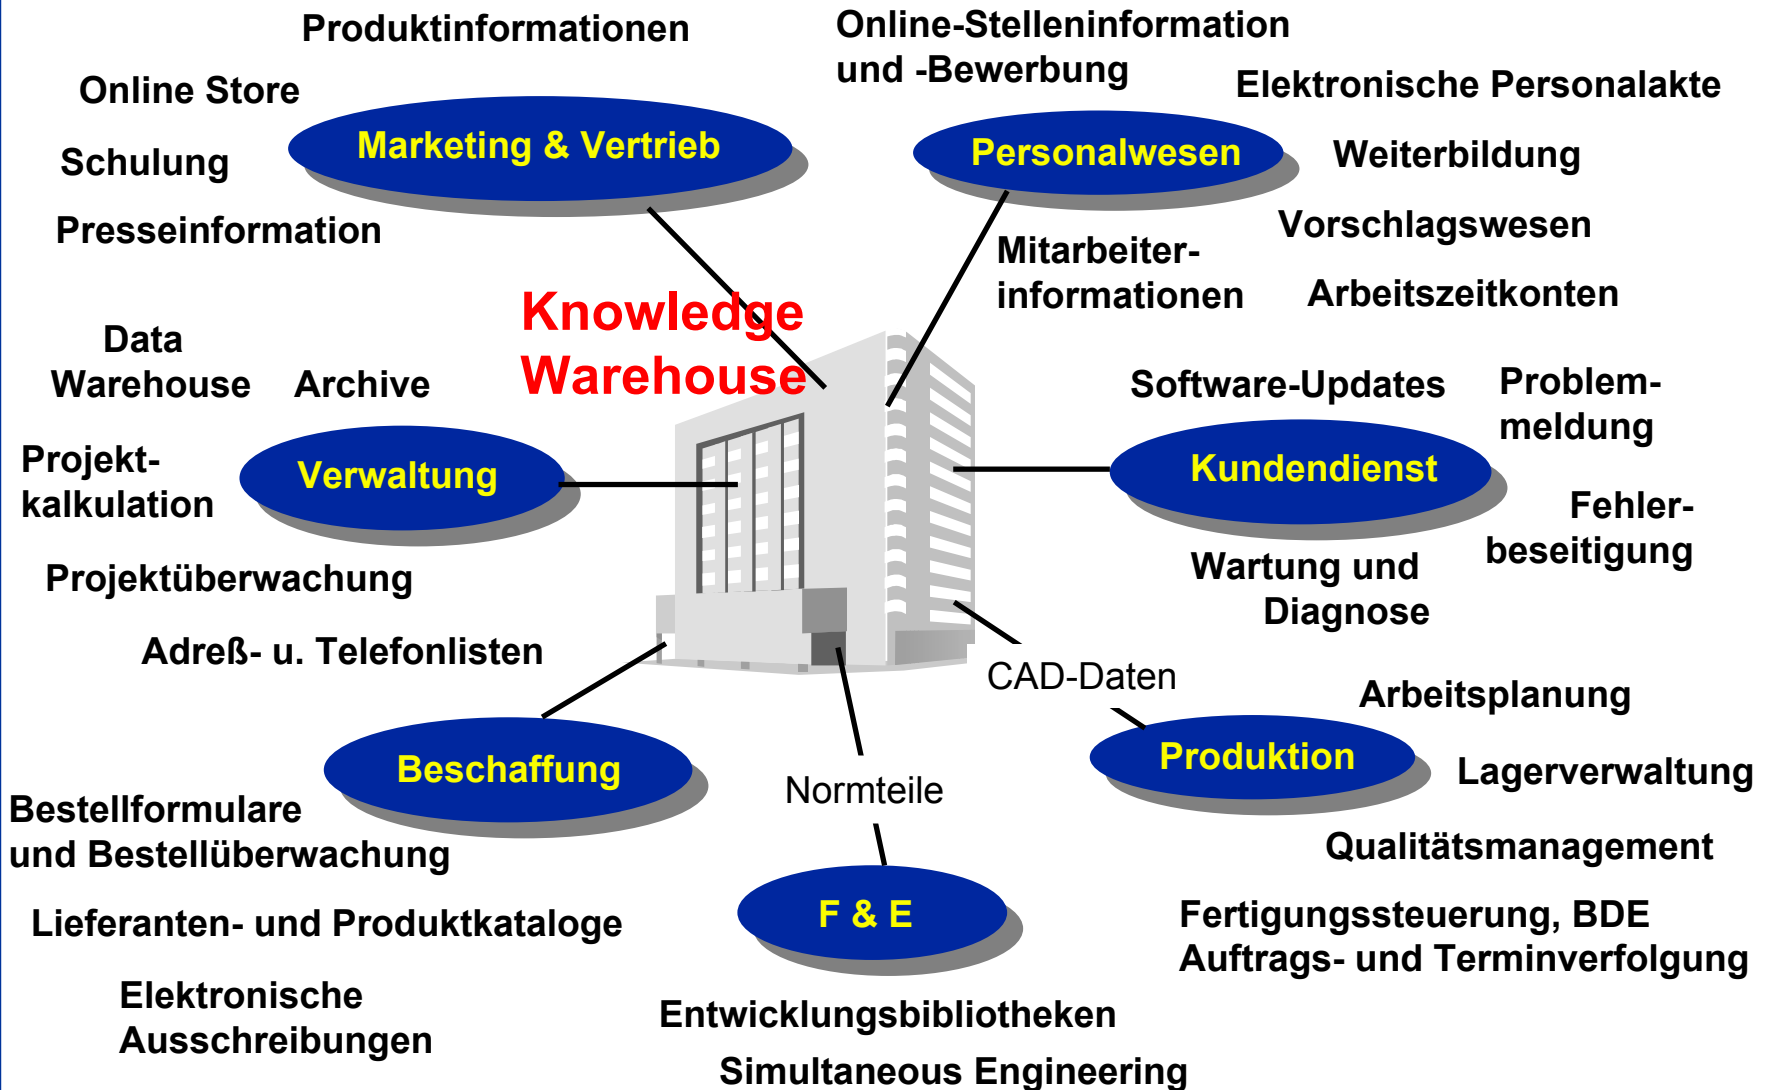 Produktinformationen
Online-Stelleninformation
und -Bewerbung
Online Store
Elektronische Personalakte
Marketing & Vertrieb
Personalwesen
Schulung
Weiterbildung
Presseinformation
Vorschlagswesen
Mitarbeiter-
informationen
Arbeitszeitkonten
Knowledge
Warehouse
Data
Warehouse
Archive
Software-Updates
Problem-
meldung
Projekt-
kalkulation
Verwaltung
Kundendienst
Fehler-
beseitigung
Projektüberwachung
Wartung und
Diagnose
Adreß- u. Telefonlisten
CAD-Daten
Arbeitsplanung
Beschaffung
Produktion
Lagerverwaltung
Normteile
Bestellformulare
und Bestellüberwachung
Qualitätsmanagement
Lieferanten- und Produktkataloge
F & E
Fertigungssteuerung, BDE
Auftrags- und Terminverfolgung
Elektronische
Ausschreibungen
Entwicklungsbibliotheken
Simultaneous Engineering